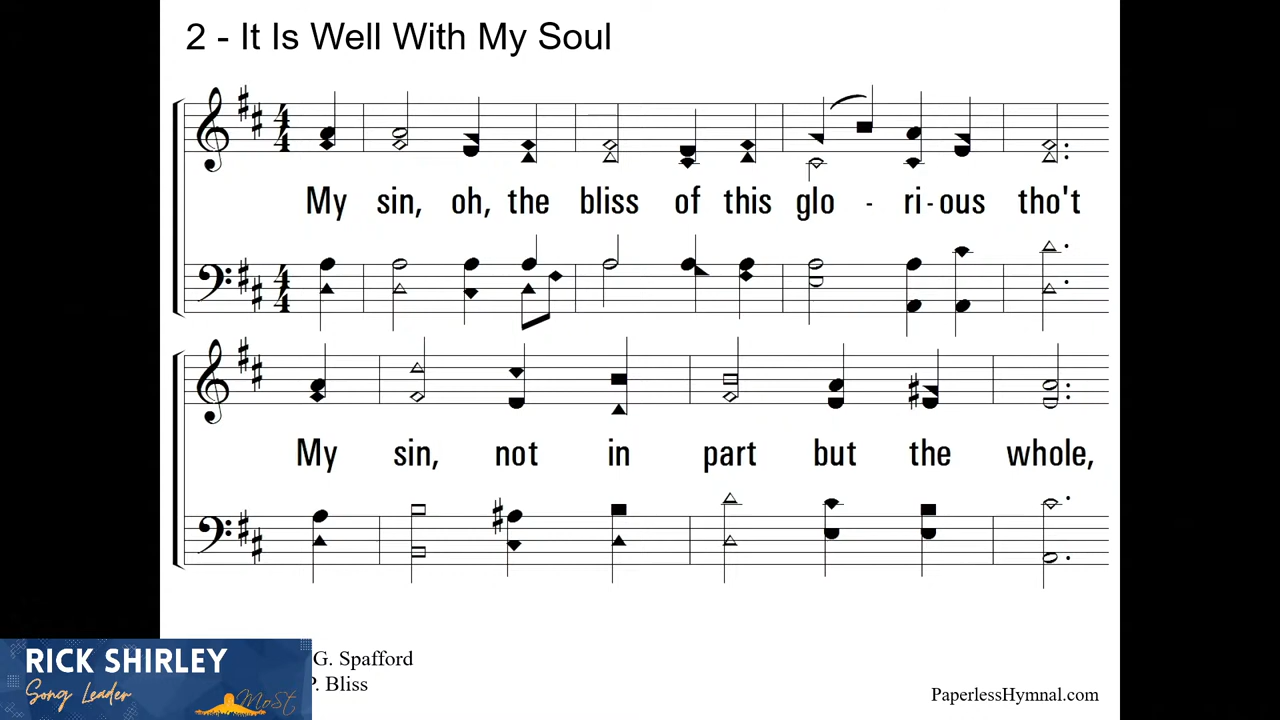 2 - It Is Well With My Soul
My sin, oh, the bliss of this glo - ri - ous tho't
My sin, not in part but the whole,
RICK SHIRLEY
Song Leader
MoSt
G. Spafford
P. Bliss
PaperlessHymnal.com